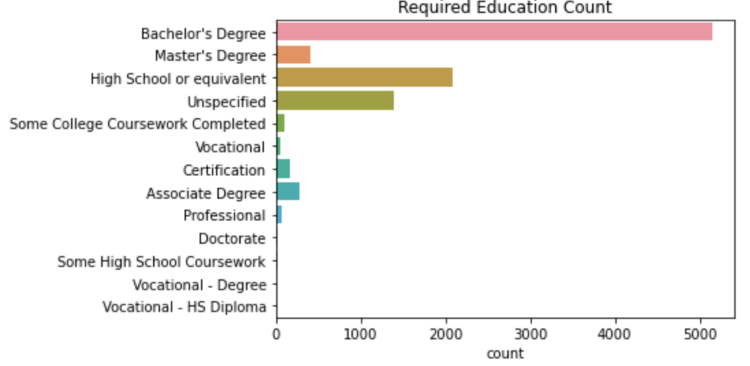 Required Education Count
Bachelor's Degree
Master's Degree
High School or equivalent
Unspecified
Some College Coursework Completed
Vocational
Certification
Associate Degree
Professional
Doctorate
Some High School Coursework
Vocational - Degree
Vocational - HS Diploma
0 1000 2000 3000 4000 5000
count